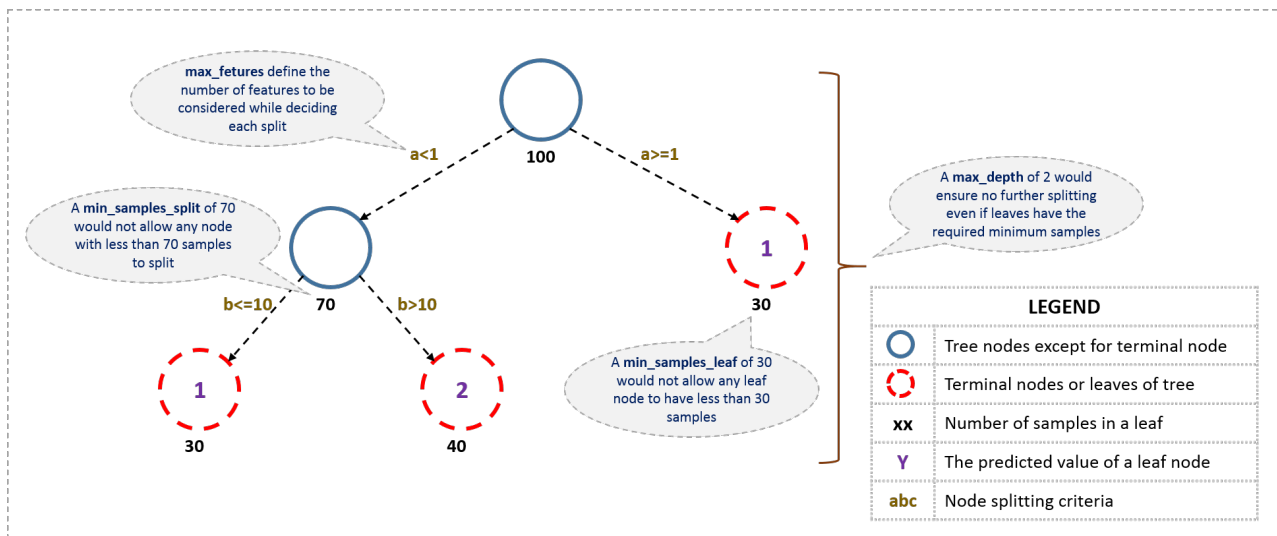 max_fetures define the
number of features to be
considered while deciding
each split
100
a<1
a>=1
A max_depth of 2 would
ensure no further splitting
even if leaves have the
required minimum samples
A min_samples_split of 70
would not allow any node
with less than 70 samples
to split
70
1
30
b<=10
b>10
1
30
2
40
A min_samples_leaf of 30
would not allow any leaf
node to have less than 30
samples
LEGEND
Tree nodes except for terminal node
Terminal nodes or leaves of tree
xx Number of samples in a leaf
Y The predicted value of a leaf node
abc Node splitting criteria